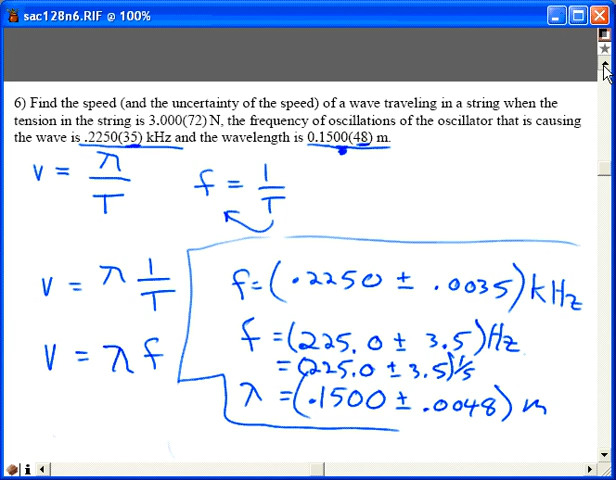 sac128n6.RIF @ 100%
6) Find the speed (and the uncertainty of the speed) of a wave traveling in a string when the
tension in the string is 3.000(72) N, the frequency of oscillations of the oscillator that is causing
the wave is .2250(35) kHz and the wavelength is 0.1500(48) m.
v = λ/T
f = 1/T
v = λ 1/T
v = λ f
f = (.2250 ± .0035) kHz
f = (225.0 ± 3.5) Hz
= (225.0 ± 3.5) 1/s
λ = (.1500 ± .0048) m